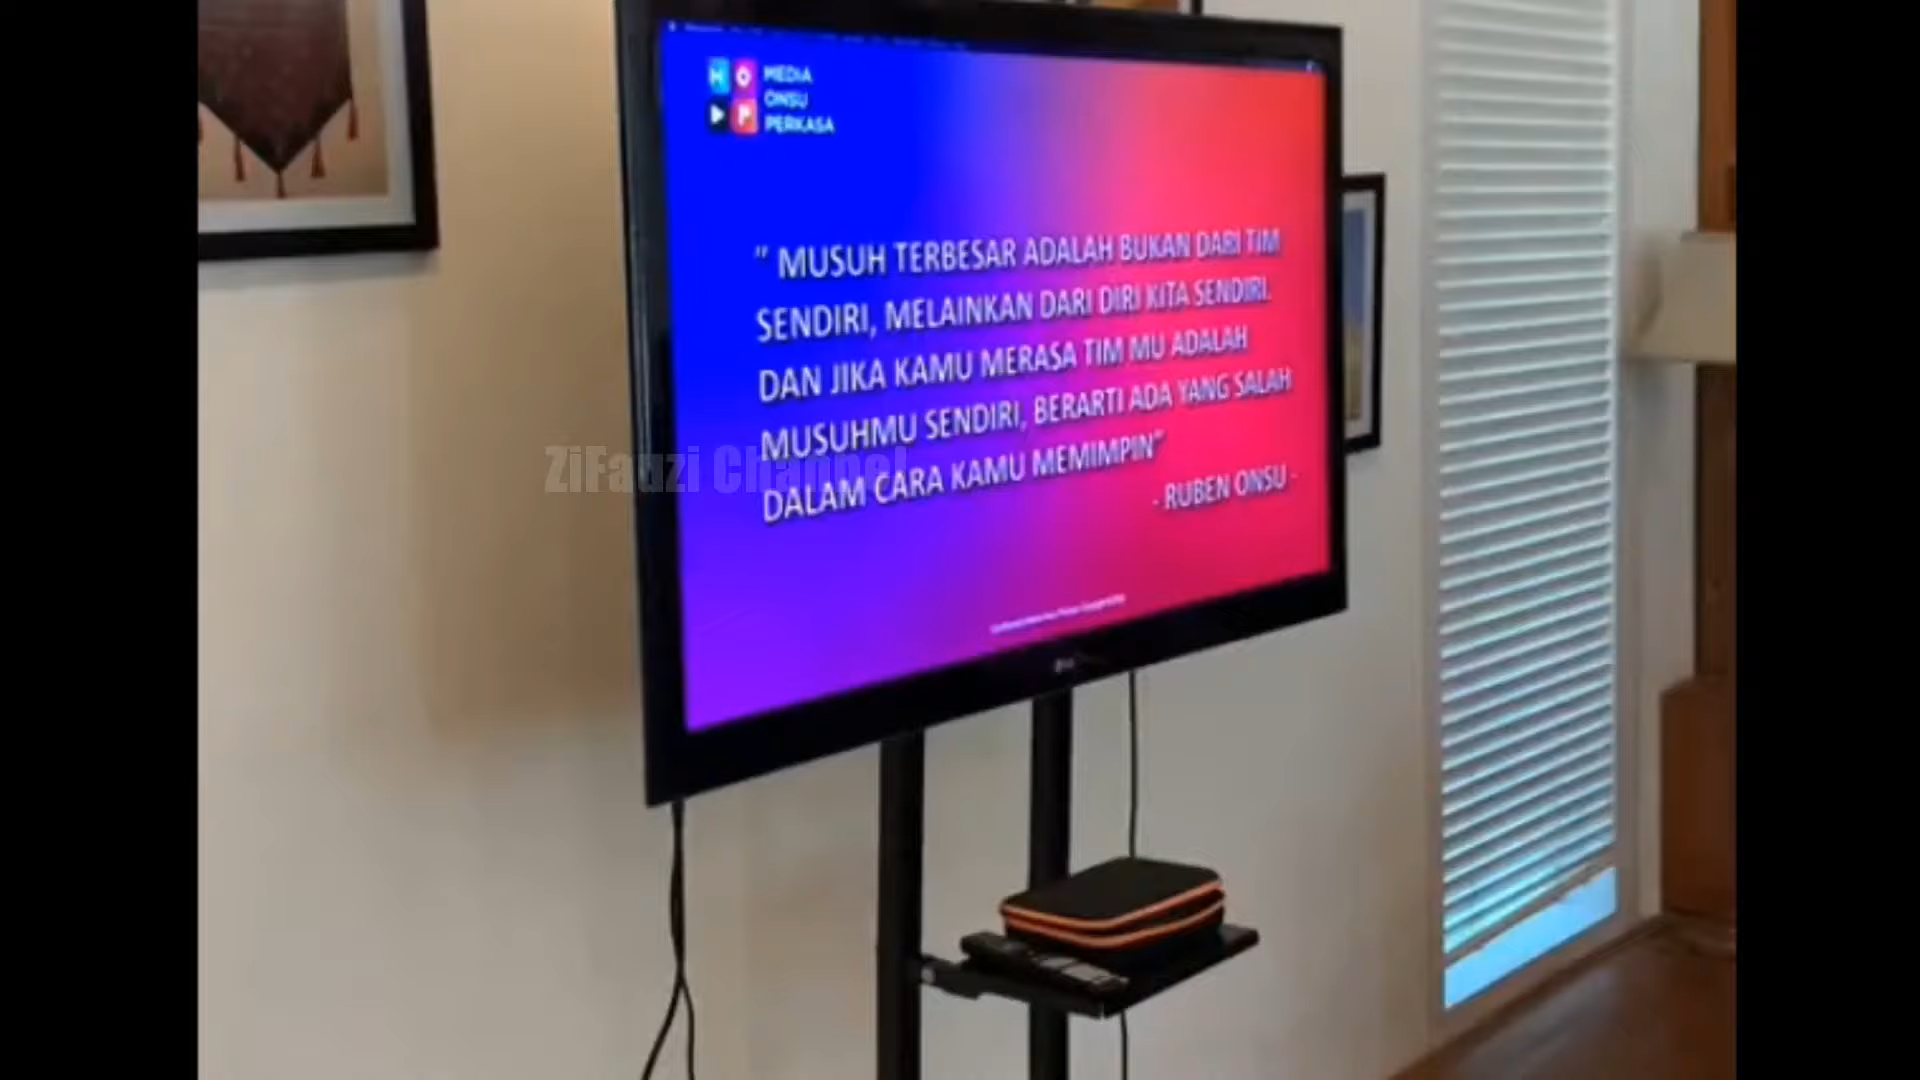 MEDIA
ONSU
PERKASA
" MUSUH TERBESAR ADALAH BUKAN DARI TIM
SENDIRI, MELAINKAN DARI DIRI KITA SENDIRI.
DAN JIKA KAMU MERASA TIM MU ADALAH
MUSUHMU SENDIRI, BERARTI ADA YANG SALAH
DALAM CARA KAMU MEMIMPIN"
- RUBEN ONSU -
ZiFauzi Channel